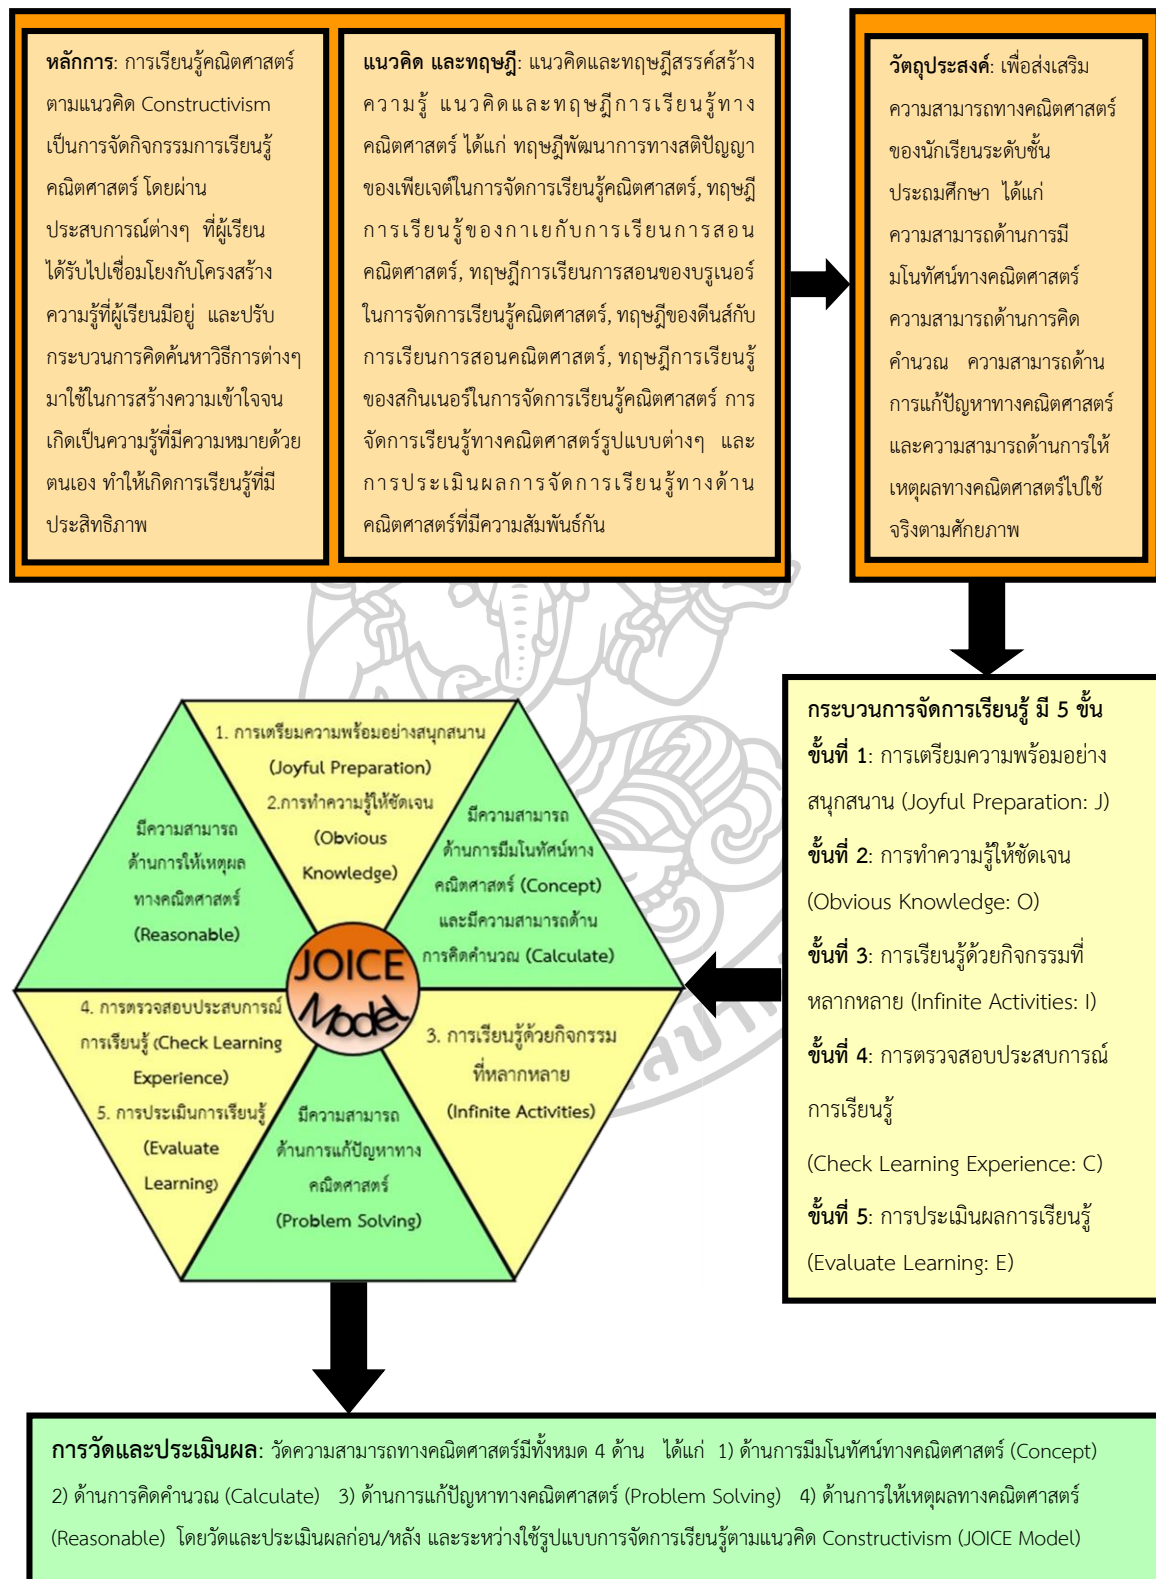 หลักการ: การเรียนรู้คณิตศาสตร์
ตามแนวคิด Constructivism
เป็นการจัดกิจกรรมการเรียนรู้
คณิตศาสตร์ โดยผ่าน
ประสบการณ์ต่างๆ ที่ผู้เรียน
ได้รับไปเชื่อมโยงกับโครงสร้าง
ความรู้ที่ผู้เรียนมีอยู่ และปรับ
กระบวนการคิดค้นหาวิธีการต่างๆ
มาใช้ในการสร้างความเข้าใจจน
เกิดเป็นความรู้ที่มีความหมายด้วย
ตนเอง ทำให้เกิดการเรียนรู้ที่มี
ประสิทธิภาพ
แนวคิด และทฤษฎี: แนวคิดและทฤษฎีสรรค์สร้าง
ความรู้ แนวคิดและทฤษฎีการเรียนรู้ทาง
คณิตศาสตร์ ได้แก่ ทฤษฎีพัฒนาการทางสติปัญญา
ของเพียเจต์ในการจัดการเรียนรู้คณิตศาสตร์, ทฤษฎี
การเรียนรู้ของกาเยกับการเรียนการสอน
คณิตศาสตร์, ทฤษฎีการเรียนการสอนของบรูเนอร์
ในการจัดการเรียนรู้คณิตศาสตร์, ทฤษฎีของดีนส์กับ
การเรียนการสอนคณิตศาสตร์, ทฤษฎีการเรียนรู้
ของสกินเนอร์ในการจัดการเรียนรู้คณิตศาสตร์ การ
จัดการเรียนรู้ทางคณิตศาสตร์รูปแบบต่างๆ และ
การประเมินผลการจัดการเรียนรู้ทางด้าน
คณิตศาสตร์ที่มีความสัมพันธ์กัน
วัตถุประสงค์: เพื่อส่งเสริม
ความสามารถทางคณิตศาสตร์
ของนักเรียนระดับชั้น
ประถมศึกษา ได้แก่
ความสามารถด้านการมี
มโนทัศน์ทางคณิตศาสตร์
ความสามารถด้านการคิด
คำนวณ ความสามารถด้าน
การแก้ปัญหาทางคณิตศาสตร์
และความสามารถด้านการให้
เหตุผลทางคณิตศาสตร์ไปใช้
จริงตามศักยภาพ
กระบวนการจัดการเรียนรู้ มี 5 ขั้น
ขั้นที่ 1: การเตรียมความพร้อมอย่าง
สนุกสนาน (Joyful Preparation: J)
ขั้นที่ 2: การทำความรู้ให้ชัดเจน
(Obvious Knowledge: O)
ขั้นที่ 3: การเรียนรู้ด้วยกิจกรรมที่
หลากหลาย (Infinite Activities: I)
ขั้นที่ 4: การตรวจสอบประสบการณ์
การเรียนรู้
(Check Learning Experience: C)
ขั้นที่ 5: การประเมินผลการเรียนรู้
(Evaluate Learning: E)
1. การเตรียมความพร้อมอย่างสนุกสนาน
(Joyful Preparation)
2.การทำความรู้ให้ชัดเจน
(Obvious
Knowledge)
มีความสามารถ
ด้านการมีมโนทัศน์ทาง
คณิตศาสตร์ (Concept)
และมีความสามารถด้าน
การคิดคำนวณ (Calculate)
มีความสามารถ
ด้านการให้เหตุผล
ทางคณิตศาสตร์
(Reasonable)
JOICE
Model
3. การเรียนรู้ด้วยกิจกรรม
ที่หลากหลาย
(Infinite Activities)
4. การตรวจสอบประสบการณ์
การเรียนรู้ (Check Learning
Experience)
5. การประเมินการเรียนรู้
(Evaluate
Learning)
มีความสามารถ
ด้านการแก้ปัญหาทาง
คณิตศาสตร์
(Problem Solving)
การวัดและประเมินผล: วัดความสามารถทางคณิตศาสตร์มีทั้งหมด 4 ด้าน ได้แก่ 1) ด้านการมีมโนทัศน์ทางคณิตศาสตร์ (Concept)
2) ด้านการคิดคำนวณ (Calculate) 3) ด้านการแก้ปัญหาทางคณิตศาสตร์ (Problem Solving) 4) ด้านการให้เหตุผลทางคณิตศาสตร์
(Reasonable) โดยวัดและประเมินผลก่อน/หลัง และระหว่างใช้รูปแบบการจัดการเรียนรู้ตามแนวคิด Constructivism (JOICE Model)